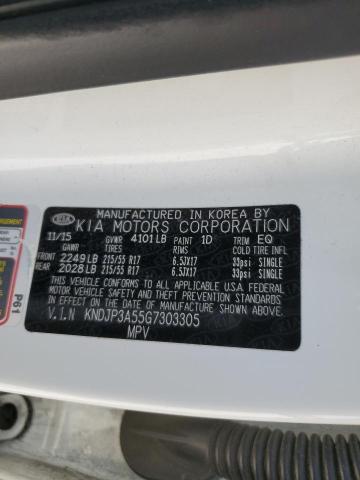 MANUFACTURED IN KOREA BY
KIA KIA MOTORS CORPORATION
11/15 GVWR 4101LB PAINT 1D TRIM EQ
GAWR TIRES RIMS COLD TIRE INFL
FRONT 2249LB 215/55 R17 6.5JX17 33psi SINGLE
REAR 2028LB 215/55 R17 6.5JX17 33psi SINGLE
THIS VEHICLE CONFORMS TO ALL APPLICABLE U.S.A FEDERAL
MOTOR VEHICLE SAFETY AND THEFT PREVENTION STANDARDS
IN EFFECT ON THE DATE OF MANUFACTURE SHOWN ABOVE.
V.I.N KNDJP3A55G7303305
MPV
P61